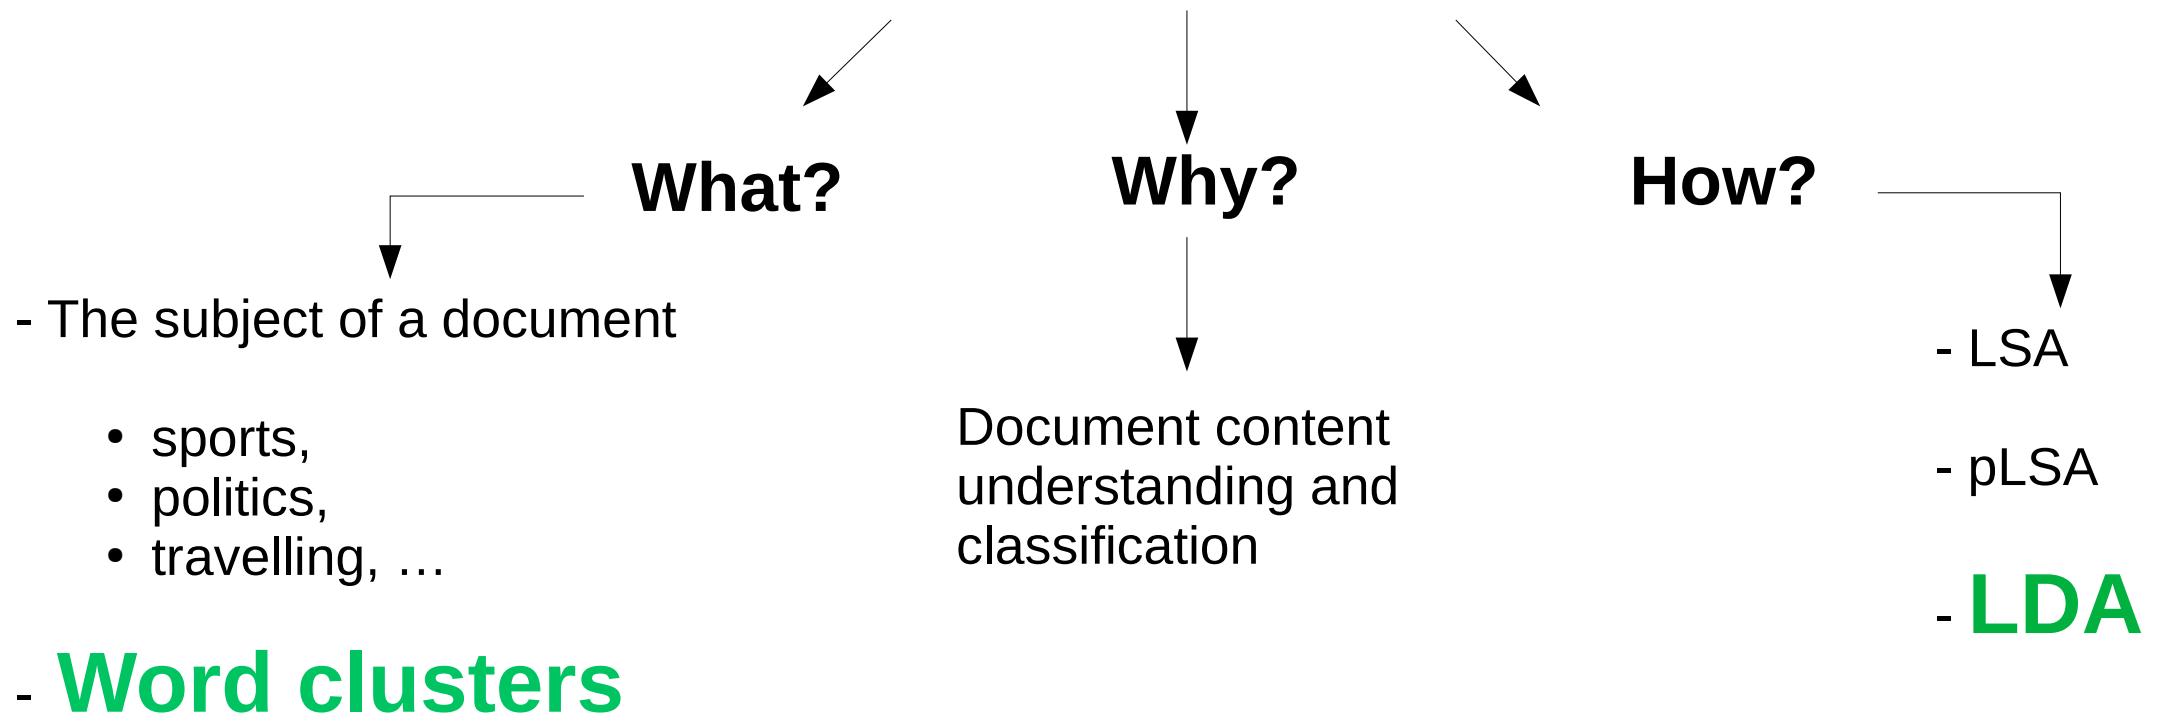 What?
Why?
How?
- The subject of a document
• sports,
• politics,
• travelling, …
- Word clusters
Document content
understanding and
classification
- LSA
- pLSA
- LDA